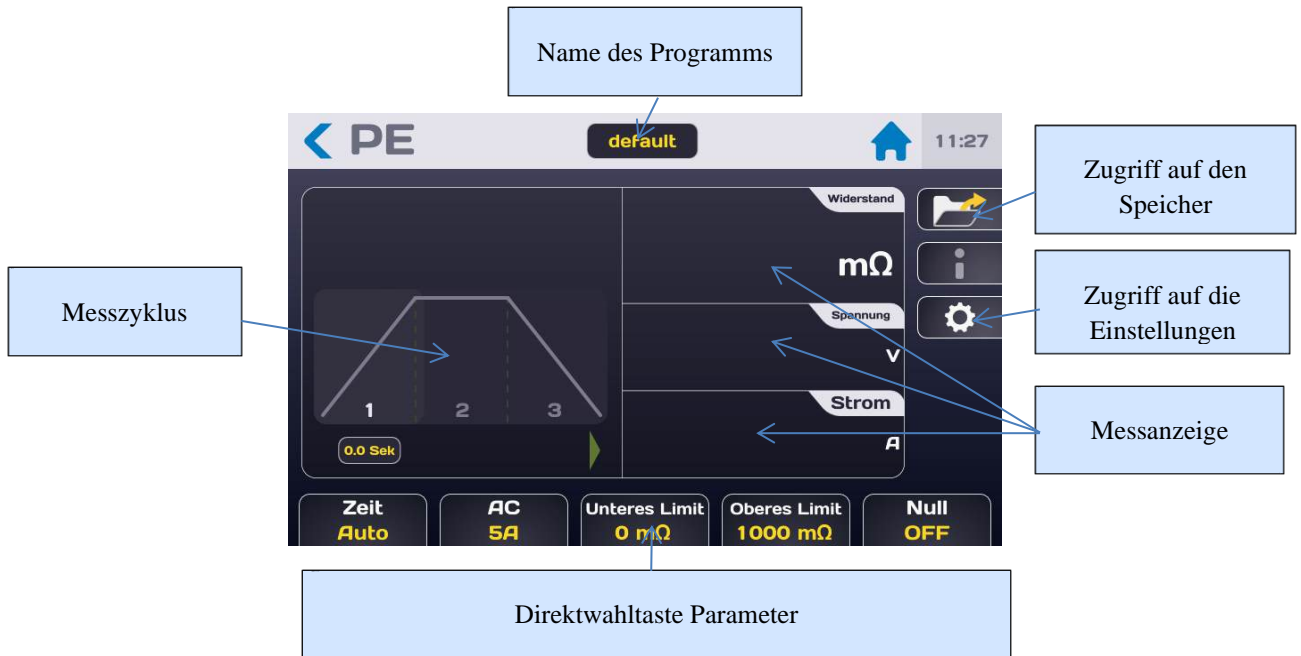 Name des Programms
PE
default
11:27
Zugriff auf den
Speicher
Widerstand
mΩ
Zugriff auf die
Einstellungen
Messzyklus
Spannung
V
1
2
3
Strom
A
Messanzeige
0.0 Sek
Zeit
Auto
AC
5A
Unteres Limit
0 mΩ
Oberes Limit
1000 mΩ
Null
OFF
Direktwahltaste Parameter